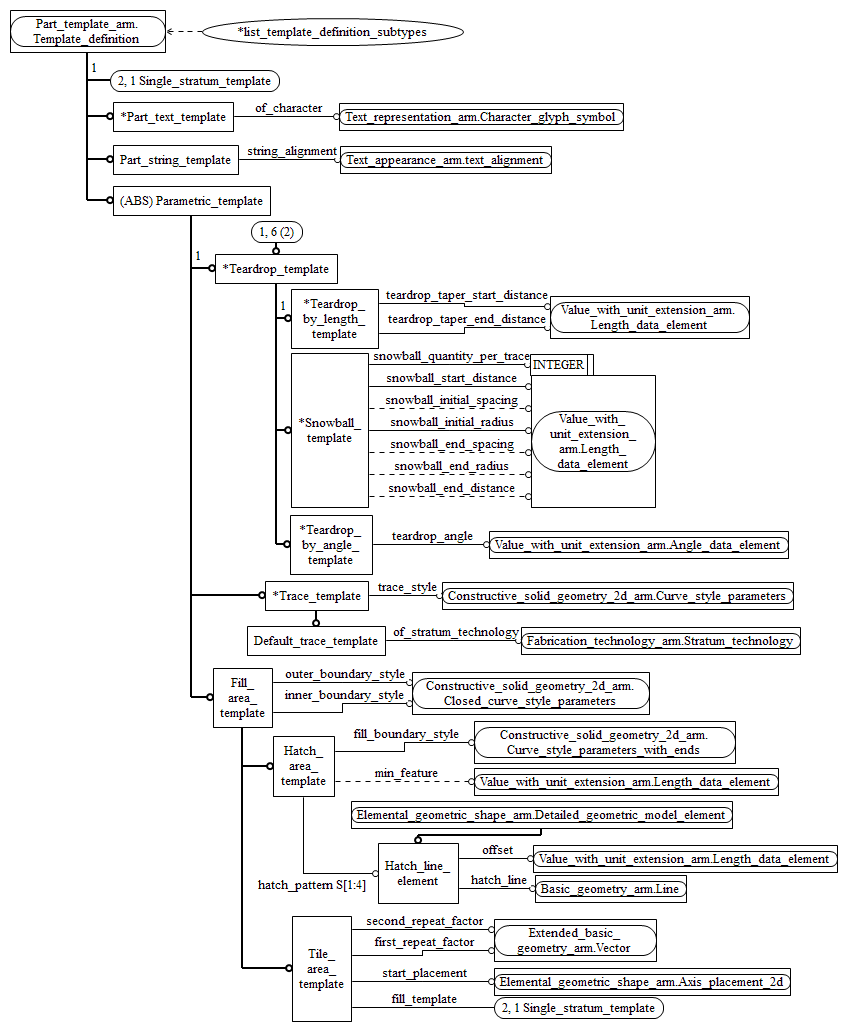 Part_template_arm.
Template_definition
*list_template_definition_subtypes
1
2, 1 Single_stratum_template
*Part_text_template
of_character
Text_representation_arm.Character_glyph_symbol
Part_string_template
string_alignment
Text_appearance_arm.text_alignment
(ABS) Parametric_template
1, 6 (2)
1
*Teardrop_template
1
*Teardrop_
by_length_
template
teardrop_taper_start_distance
teardrop_taper_end_distance
Value_with_unit_extension_arm.
Length_data_element
*Snowball_
template
snowball_quantity_per_trace
INTEGER
snowball_start_distance
snowball_initial_spacing
snowball_initial_radius
snowball_end_spacing
snowball_end_radius
snowball_end_distance
Value_with_
unit_extension_
arm.Length_
data_element
*Teardrop_
by_angle_
template
teardrop_angle
Value_with_unit_extension_arm.Angle_data_element
*Trace_template
trace_style
Constructive_solid_geometry_2d_arm.Curve_style_parameters
Default_trace_template
of_stratum_technology
Fabrication_technology_arm.Stratum_technology
Fill_
area_
template
outer_boundary_style
inner_boundary_style
Constructive_solid_geometry_2d_arm.
Closed_curve_style_parameters
Hatch_
area_
template
fill_boundary_style
Constructive_solid_geometry_2d_arm.
Curve_style_parameters_with_ends
min_feature
Value_with_unit_extension_arm.Length_data_element
Elemental_geometric_shape_arm.Detailed_geometric_model_element
hatch_pattern S[1:4]
Hatch_line_
element
offset
Value_with_unit_extension_arm.Length_data_element
hatch_line
Basic_geometry_arm.Line
Tile_
area_
template
second_repeat_factor
first_repeat_factor
Extended_basic_
geometry_arm.Vector
start_placement
Elemental_geometric_shape_arm.Axis_placement_2d
fill_template
2, 1 Single_stratum_template